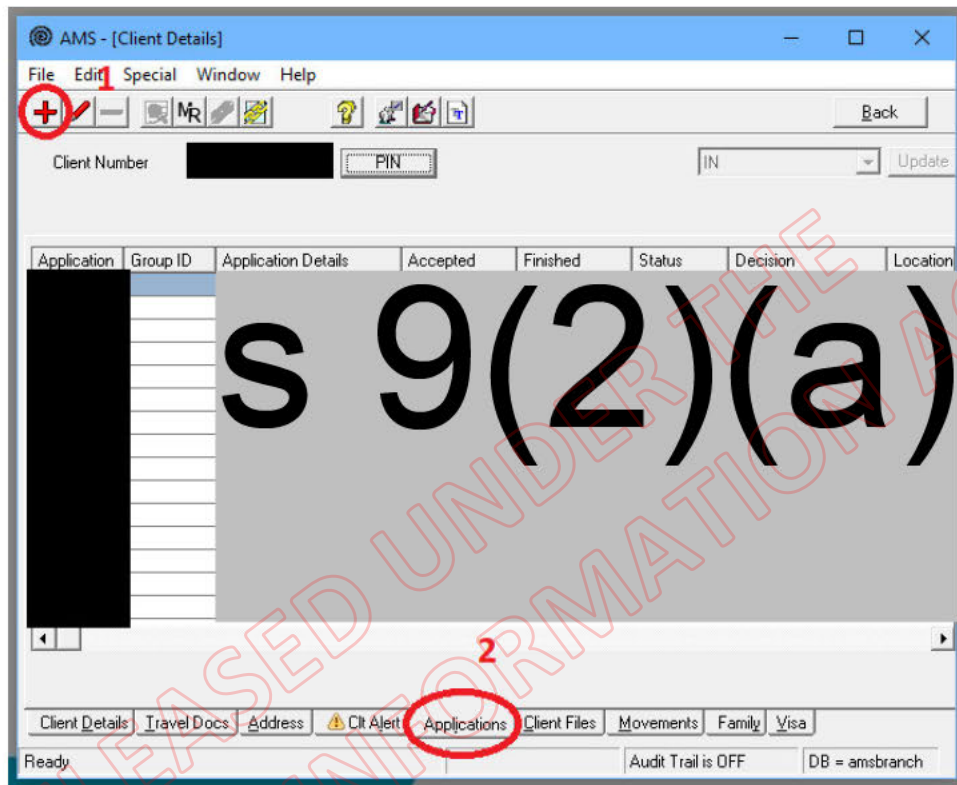 AMS - [Client Details]
File Edit Special Window Help
1
MR
T
Back
Client Number
PIN
IN
Update
Application Group ID Application Details Accepted Finished Status Decision Location
s 9(2)(a)
2
Client Details Travel Docs Address Clt Alert Applications Client Files Movements Family Visa
Ready
Audit Trail is OFF
DB = amsbranch
RELEASED UNDER THE
INFORMATION AC